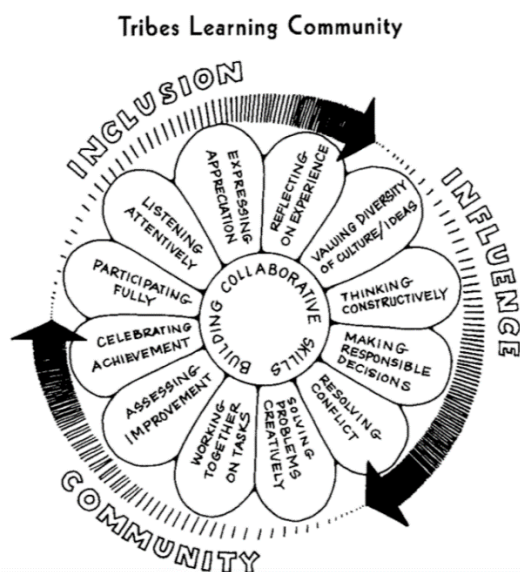 Tribes Learning Community
INCLUSION
INFLUENCE
COMMUNITY
BUILDING COLLABORATIVE SKILLS
PARTICIPATING
FULLY
LISTENING
ATTENTIVELY
EXPRESSING
APPRECIATION
REFLECTING
ON EXPERIENCE
VALUING DIVERSITY
OF CULTURE/IDEAS
THINKING
CONSTRUCTIVELY
MAKING
RESPONSIBLE
DECISIONS
RESOLVING
CONFLICT
SOLVING
PROBLEMS
CREATIVELY
WORKING
TOGETHER
ON TASKS
ASSESSING
IMPROVEMENT
CELEBRATING
ACHIEVEMENT